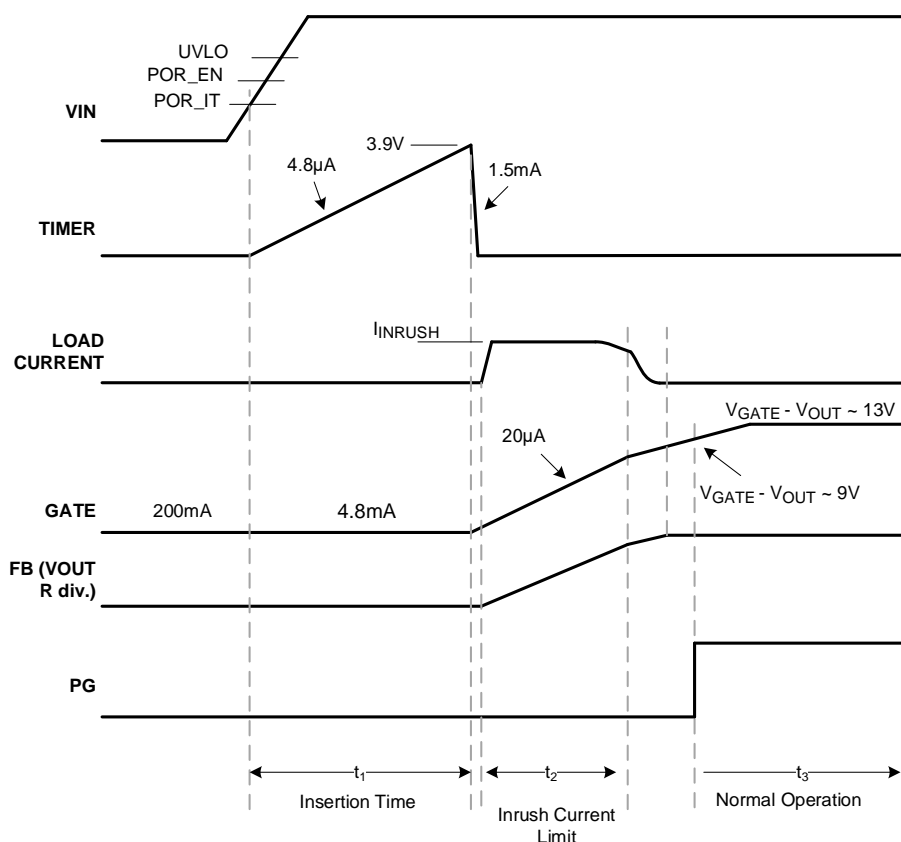 UVLO
POR_EN
POR_IT
VIN
3.9V
4.8µA
1.5mA
TIMER
IINRUSH
LOAD
CURRENT
VGATE - VOUT ~ 13V
20µA
VGATE - VOUT ~ 9V
GATE
200mA
4.8mA
FB (VOUT
R div.)
PG
t1
t2
t3
Insertion Time
Inrush Current
Limit
Normal Operation